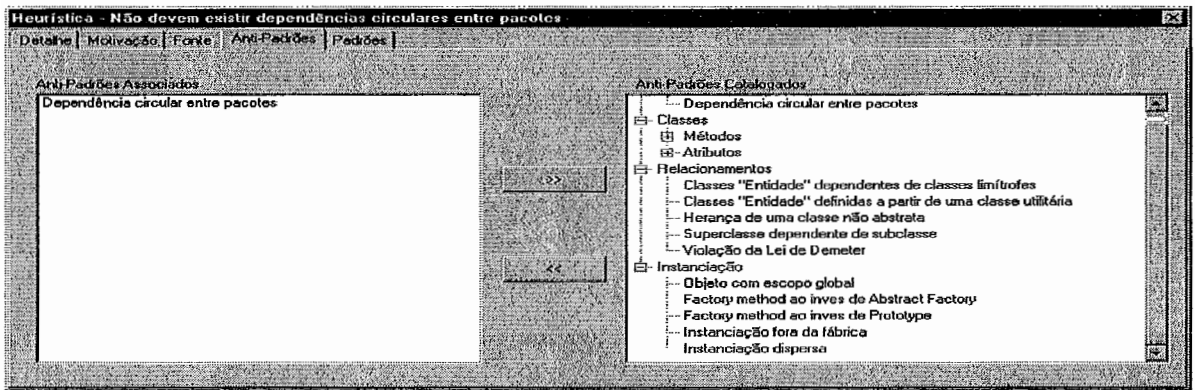 Heurística - Não devem existir dependências circulares entre pacotes
Detalhe Motivação Fonte Anti-Padrões Padrões
Anti-Padrões Associados
Dependência circular entre pacotes
>>
<<
Anti-Padrões Catalogados
Dependência circular entre pacotes
Classes
Métodos
Atributos
Relacionamentos
Classes "Entidade" dependentes de classes limítrofes
Classes "Entidade" definidas a partir de uma classe utilitária
Herança de uma classe não abstrata
Superclasse dependente de subclasse
Violação da Lei de Demeter
Instanciação
Objeto com escopo global
Factory method ao inves de Abstract Factory
Factory method ao inves de Prototype
Instanciação fora da fábrica
Instanciação dispersa